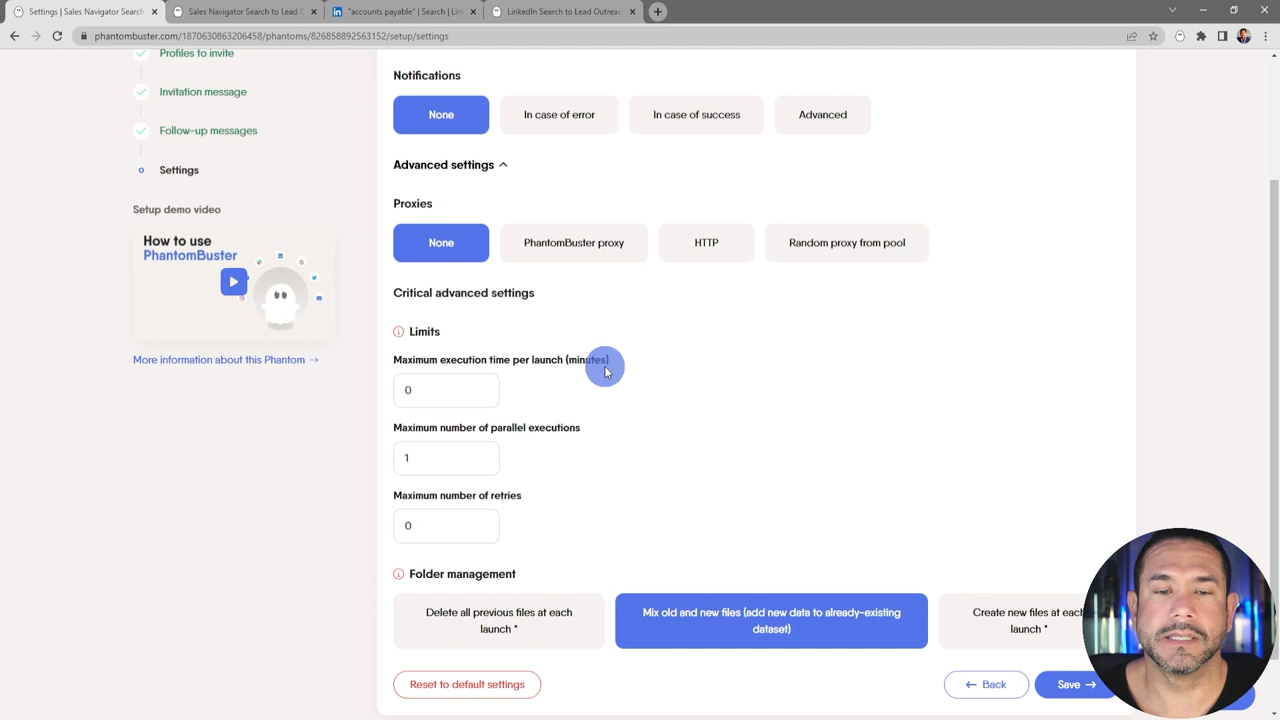 Settings | Sales Navigator Search
Sales Navigator Search to Lead O
"accounts payable" | Search | Lin
LinkedIn Search to Lead Outreach
phantombuster.com/1870630863206458/phantoms/826858892563152/setup/settings
Profiles to invite
Invitation message
Follow-up messages
Settings
Setup demo video
How to use
PhantomBuster
More information about this Phantom →
Notifications
None
In case of error
In case of success
Advanced
Advanced settings
Proxies
None
PhantomBuster proxy
HTTP
Random proxy from pool
Critical advanced settings
Limits
Maximum execution time per launch (minutes)
0
Maximum number of parallel executions
1
Maximum number of retries
0
Folder management
Delete all previous files at each
launch *
Mix old and new files (add new data to already-existing
dataset)
Create new files at each
launch *
Reset to default settings
← Back
Save →